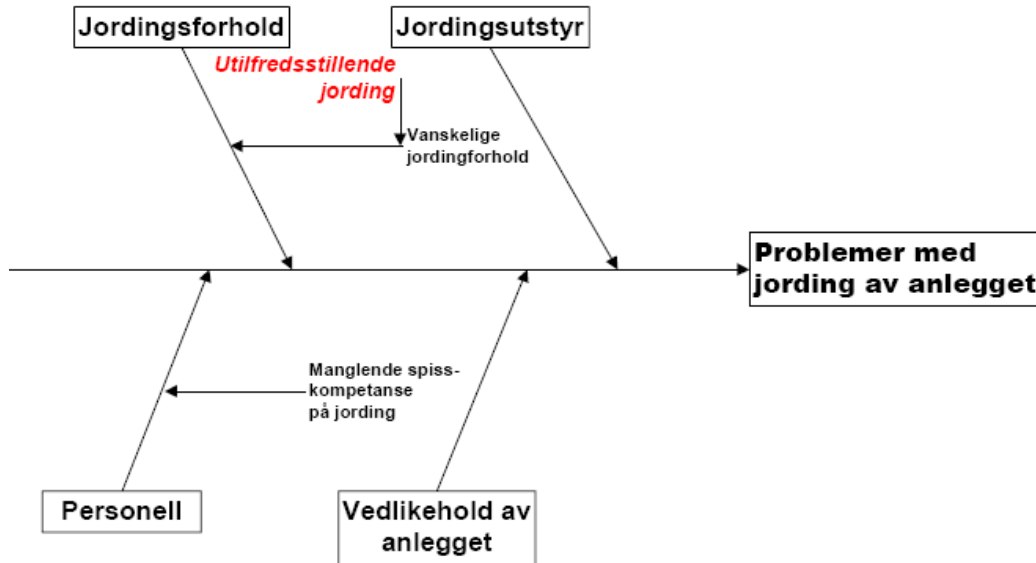 Jordingsforhold
Jordingsutstyr
Utilfredsstillende
jording
Vanskelige
jordingforhold
Problemer med
jording av anlegget
Manglende spiss-
kompetanse
på jording
Personell
Vedlikehold av
anlegget